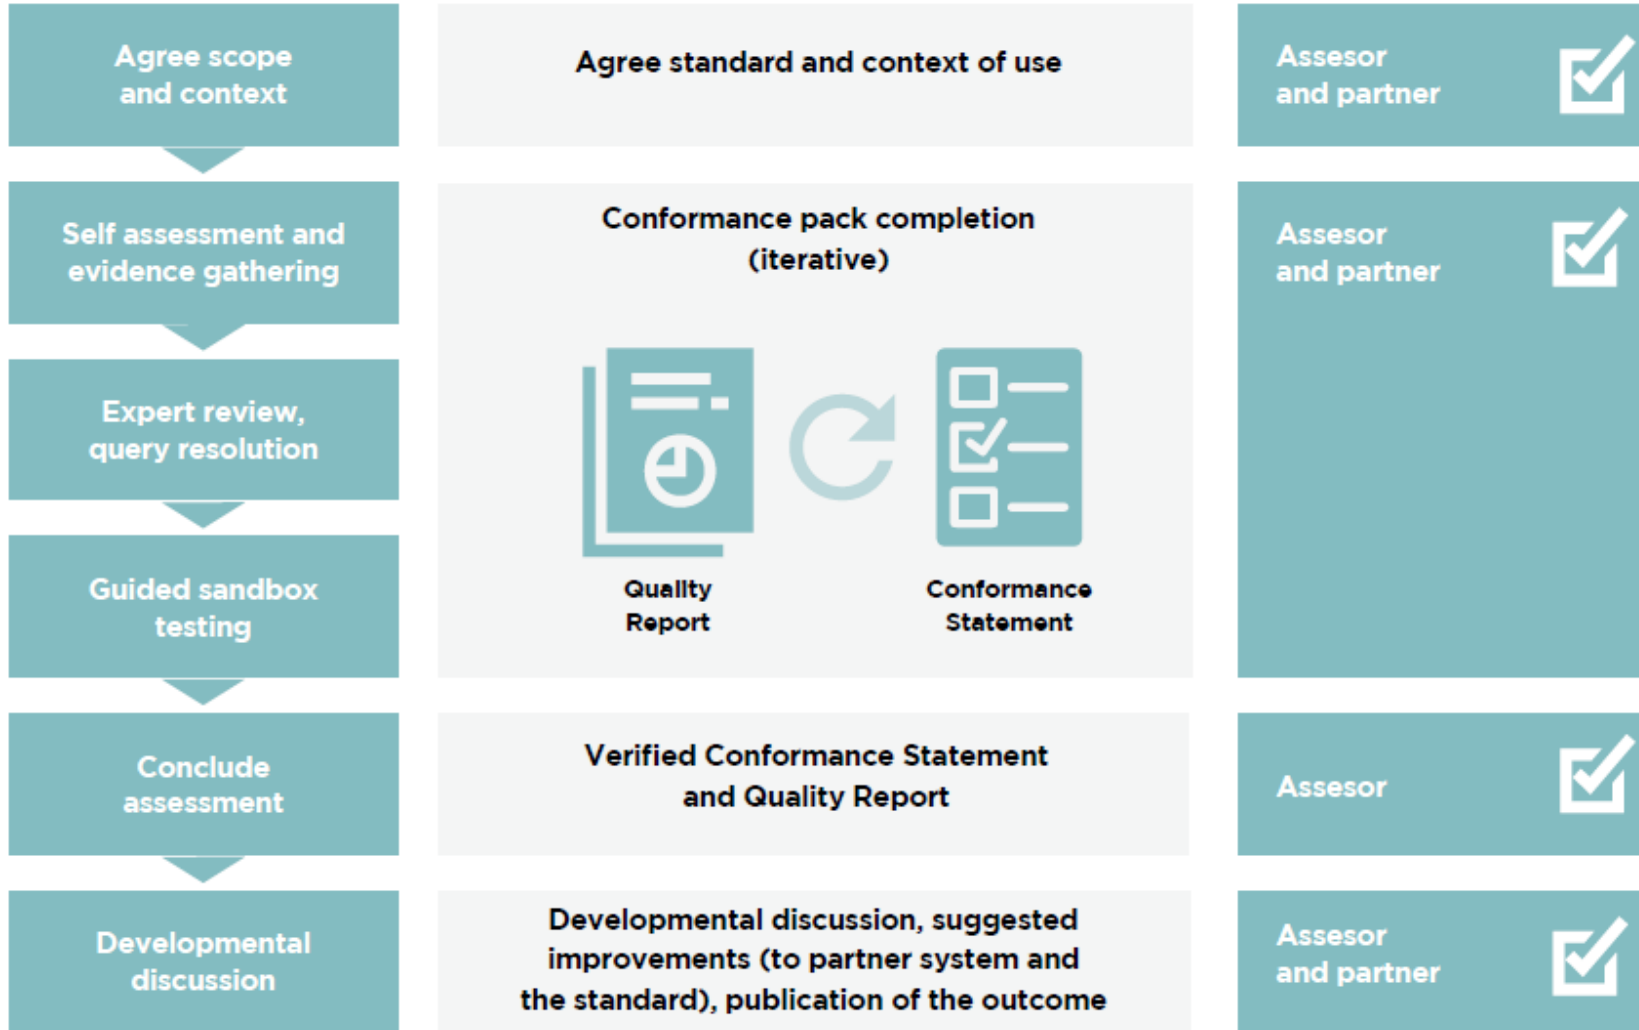 Agree scope
and context
Agree standard and context of use
Assesor
and partner
Self assessment and
evidence gathering
Conformance pack completion
(iterative)
Assesor
and partner
Expert review,
query resolution
Guided sandbox
testing
Quality
Report
Conformance
Statement
Conclude
assessment
Verified Conformance Statement
and Quality Report
Assesor
Developmental
discussion
Developmental discussion, suggested
improvements (to partner system and
the standard), publication of the outcome
Assesor
and partner